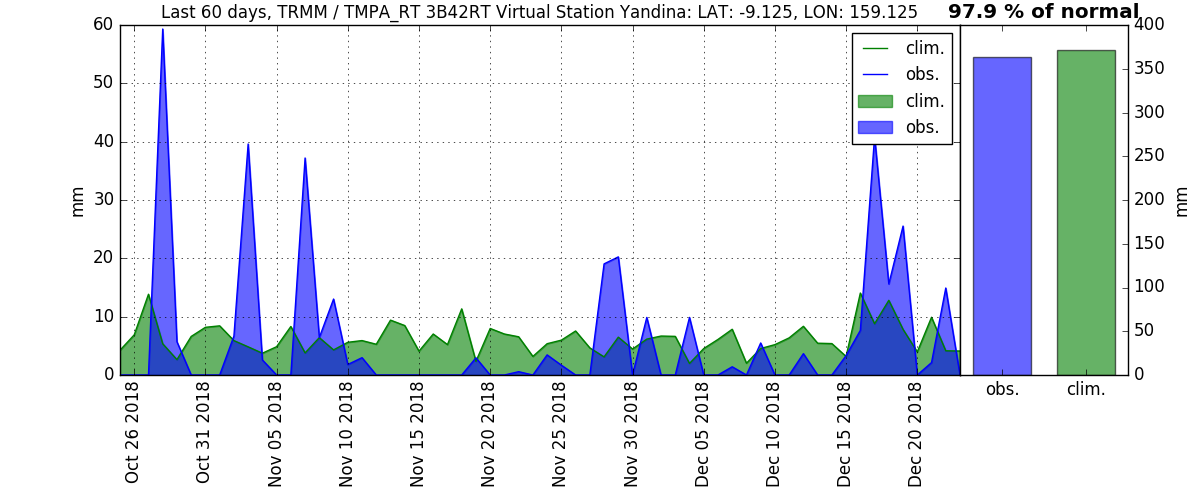 Last 60 days, TRMM / TMPA_RT 3B42RT Virtual Station Yandina: LAT: -9.125, LON: 159.125
97.9 % of normal
60
50
40
30
20
10
0
mm
clim.
obs.
clim.
obs.
400
350
300
250
200
150
100
50
0
mm
obs.
clim.
Oct 26 2018
Oct 31 2018
Nov 05 2018
Nov 10 2018
Nov 15 2018
Nov 20 2018
Nov 25 2018
Nov 30 2018
Dec 05 2018
Dec 10 2018
Dec 15 2018
Dec 20 2018